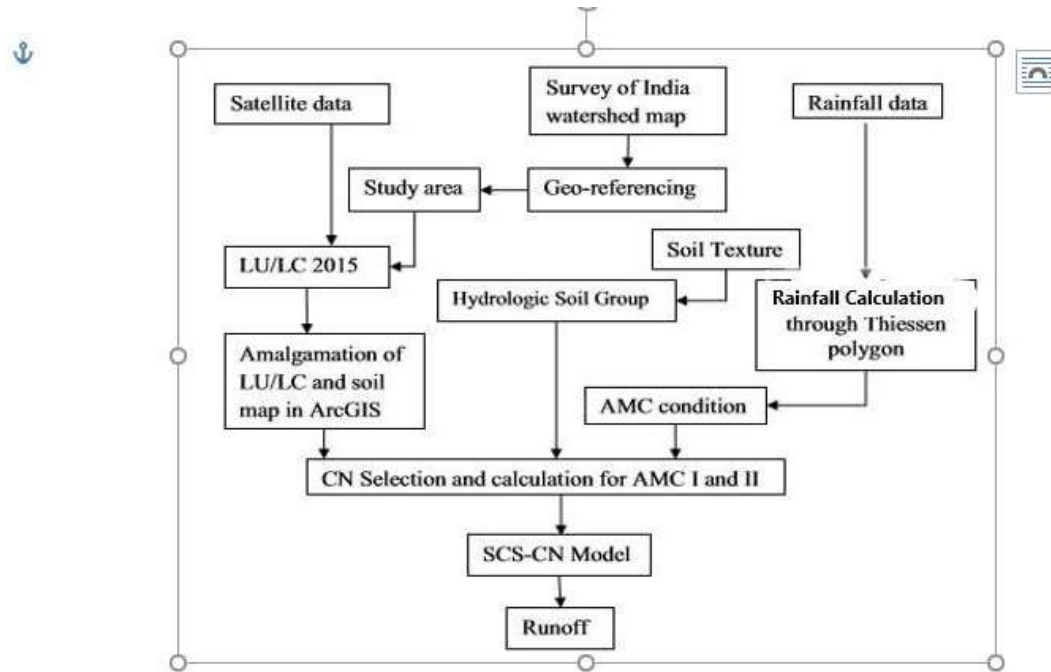 Satellite data
Survey of India
watershed map
Rainfall data
Study area
Geo-referencing
Soil Texture
LU/LC 2015
Hydrologic Soil Group
Rainfall Calculation
through Thiessen
polygon
Amalgamation of
LU/LC and soil
map in ArcGIS
AMC condition
CN Selection and calculation for AMC I and II
SCS-CN Model
Runoff